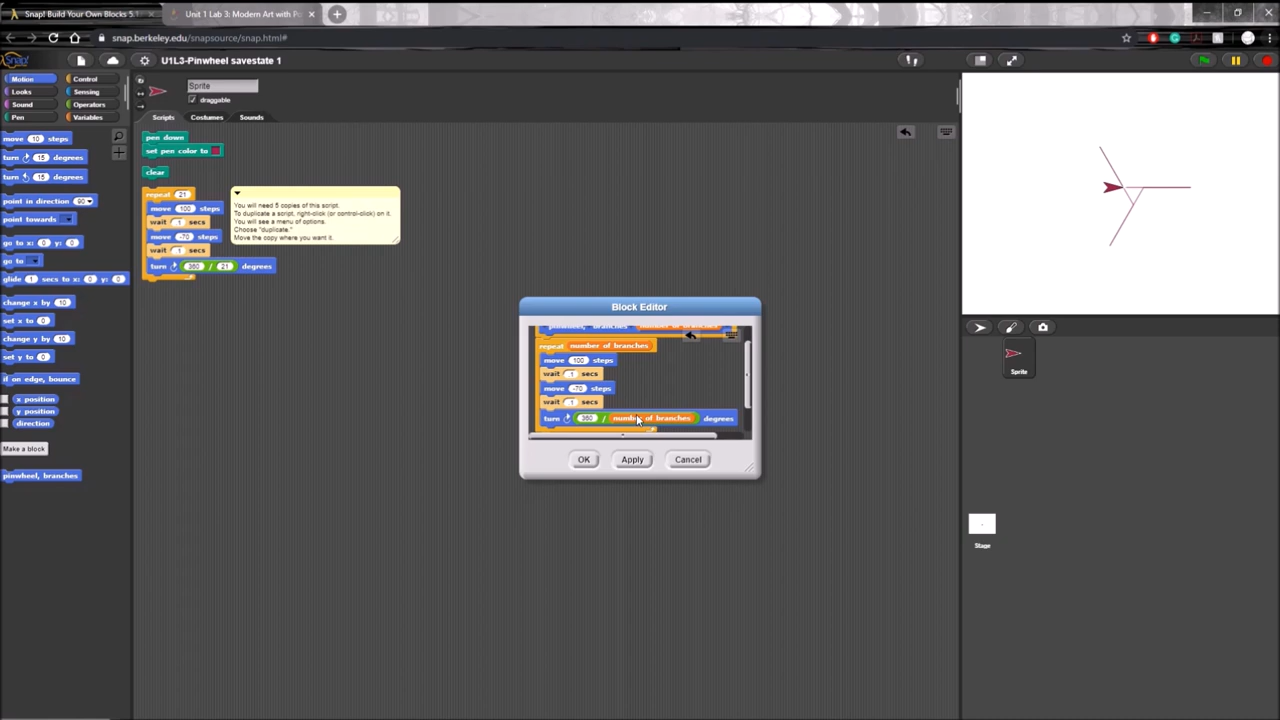 Snap! Build Your Own Blocks 5.1
Unit 1 Lab 3: Modern Art with Po
snap.berkeley.edu/snapsource/snap.html#
Snap!
U1L3-Pinwheel savestate 1
Motion
Control
Looks
Sensing
Sound
Operators
Pen
Variables
Sprite
draggable
Scripts
Costumes
Sounds
move 10 steps
turn 15 degrees
turn 15 degrees
point in direction 90
point towards
go to x: 0 y: 0
go to
glide 1 secs to x: 0 y: 0
change x by 10
set x to 0
change y by 10
set y to 0
if on edge, bounce
x position
y position
direction
Make a block
pinwheel, branches
pen down
set pen color to
clear
repeat 21
move 100 steps
wait .1 secs
move -70 steps
wait .1 secs
turn 360 / 21 degrees
You will need 5 copies of this script.
To duplicate a script, right-click (or control-click) on it.
You will see a menu of options.
Choose "duplicate."
Move the copy where you want it.
Block Editor
pinwheel, branches number of branches
repeat number of branches
move 100 steps
wait .1 secs
move -70 steps
wait .1 secs
turn 360 / number of branches degrees
OK
Apply
Cancel
Sprite
Stage